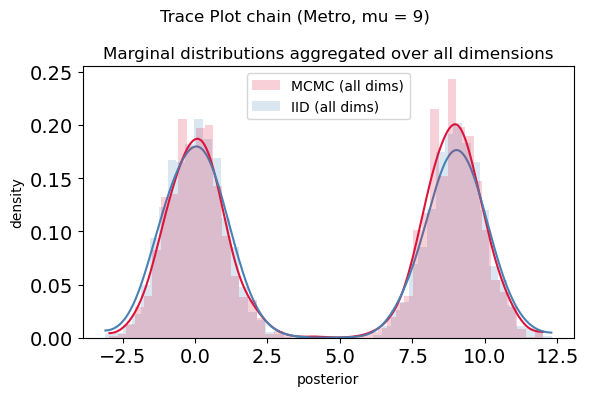 Trace Plot chain (Metro, mu = 9)
Marginal distributions aggregated over all dimensions
MCMC (all dims)
IID (all dims)
density
0.25
0.20
0.15
0.10
0.05
0.00
−2.5 0.0 2.5 5.0 7.5 10.0 12.5
posterior